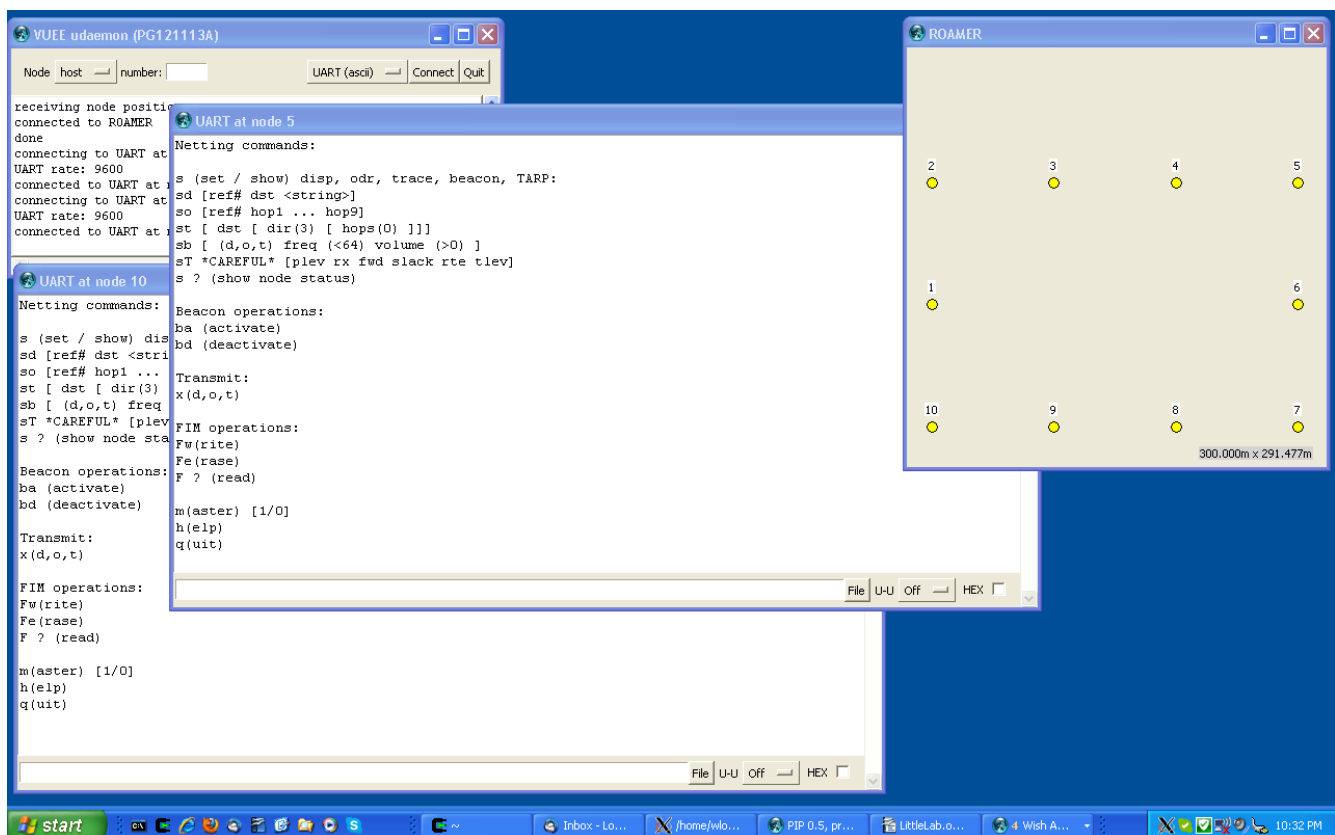 VUEE udaemon (PG121113A)
Node host number: UART (ascii) Connect Quit
receiving node positio
connected to ROAMER
done
connecting to UART at
UART rate: 9600
connected to UART at
connecting to UART at
UART rate: 9600
connected to UART at
UART at node 5
Netting commands:
s (set / show) disp, odr, trace, beacon, TARP:
sd [ref# dst <string>]
so [ref# hop1 ... hop9]
st [ dst [ dir(3) [ hops(0) ]]]
sb [ (d,o,t) freq (<64) volume (>0) ]
sT *CAREFUL* [plev rx fwd slack rte tlev]
s ? (show node status)
Beacon operations:
ba (activate)
bd (deactivate)
Transmit:
x(d,o,t)
FIM operations:
Fw(rite)
Fe(rase)
F ? (read)
m(aster) [1/0]
h(elp)
q(uit)
File U-U Off HEX
UART at node 10
Netting commands:
s (set / show) dis
sd [ref# dst <stri
so [ref# hop1 ...
st [ dst [ dir(3)
sb [ (d,o,t) freq
sT *CAREFUL* [plev
s ? (show node sta
Beacon operations:
ba (activate)
bd (deactivate)
Transmit:
x(d,o,t)
FIM operations:
Fw(rite)
Fe(rase)
F ? (read)
m(aster) [1/0]
h(elp)
q(uit)
File U-U Off HEX
ROAMER
2 3 4 5
1 6
10 9 8 7
300.000m x 291.477m
start ~ Inbox - Lo... /home/wlo... PIP 0.5, pr... LittleLab.o... 4 Wish A... 10:32 PM